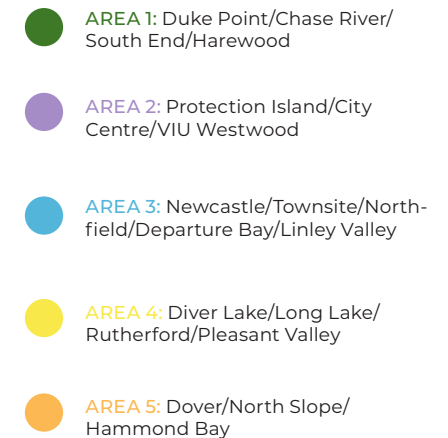 AREA 1: Duke Point/Chase River/
South End/Harewood
AREA 2: Protection Island/City
Centre/VIU Westwood
AREA 3: Newcastle/Townsite/North-
field/Departure Bay/Linley Valley
AREA 4: Diver Lake/Long Lake/
Rutherford/Pleasant Valley
AREA 5: Dover/North Slope/
Hammond Bay